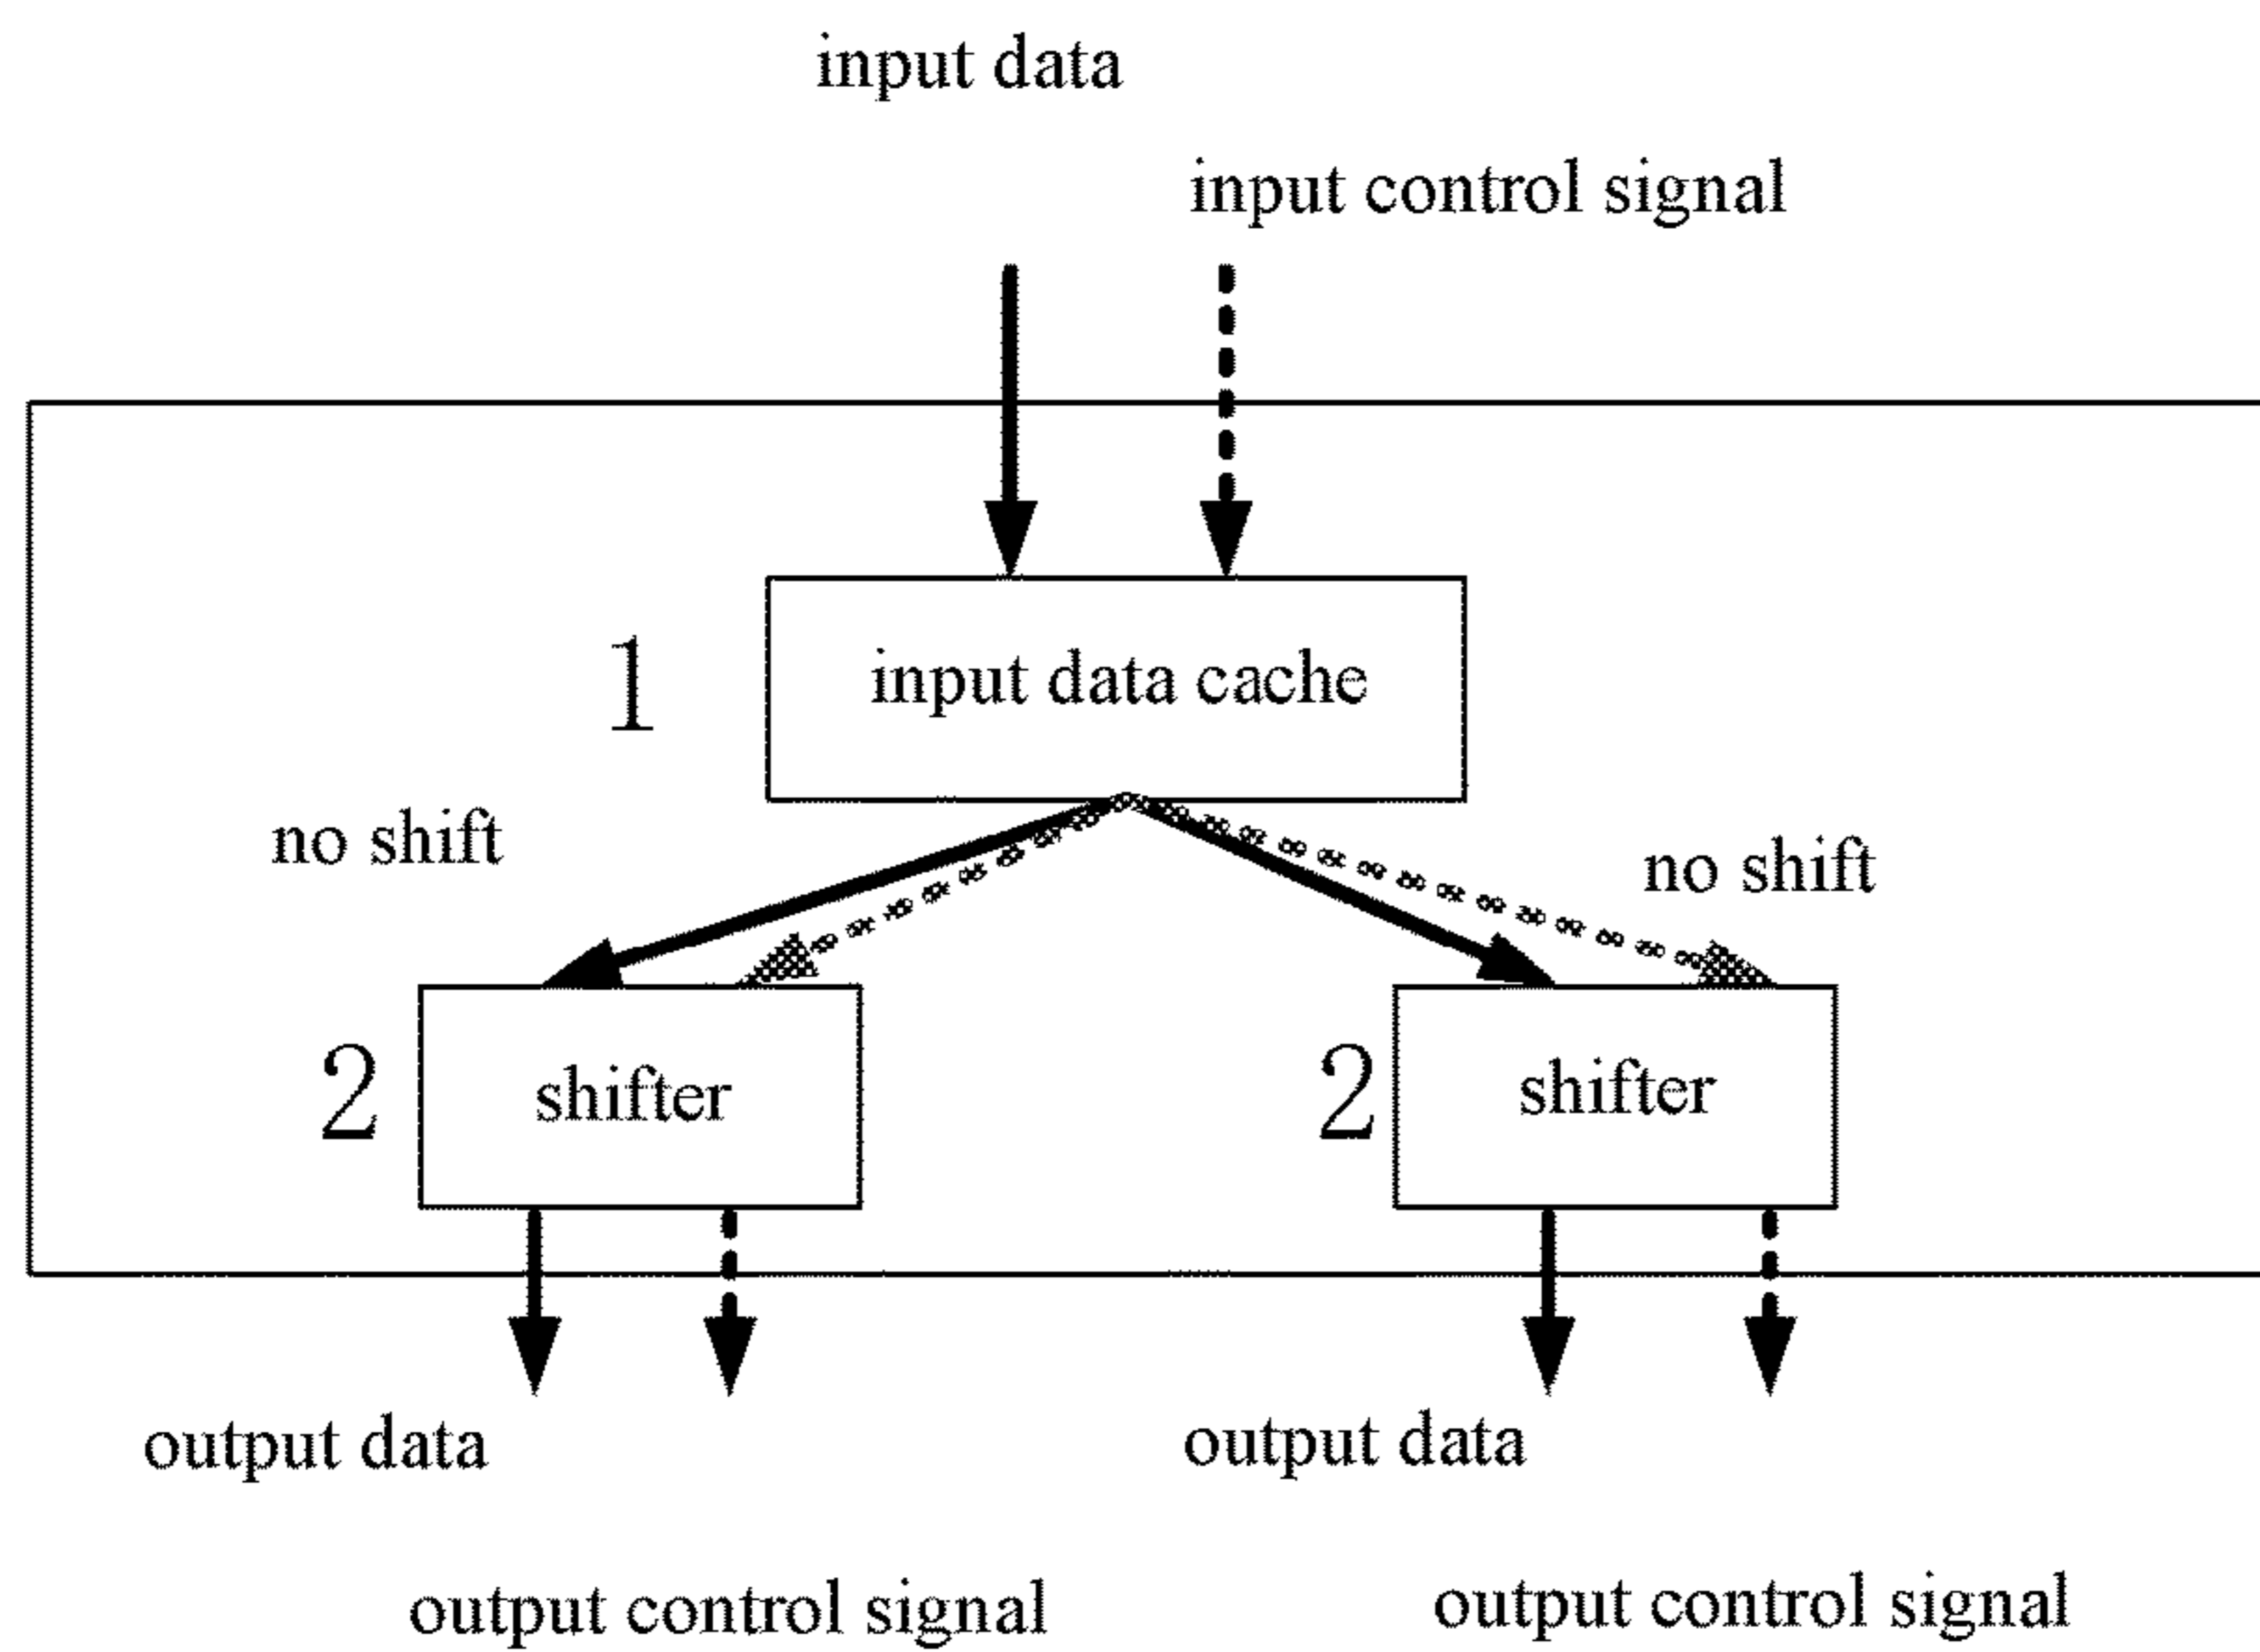 input data
input control signal
1
input data cache
no shift
no shift
2
shifter
2
shifter
output data
output data
output control signal
output control signal